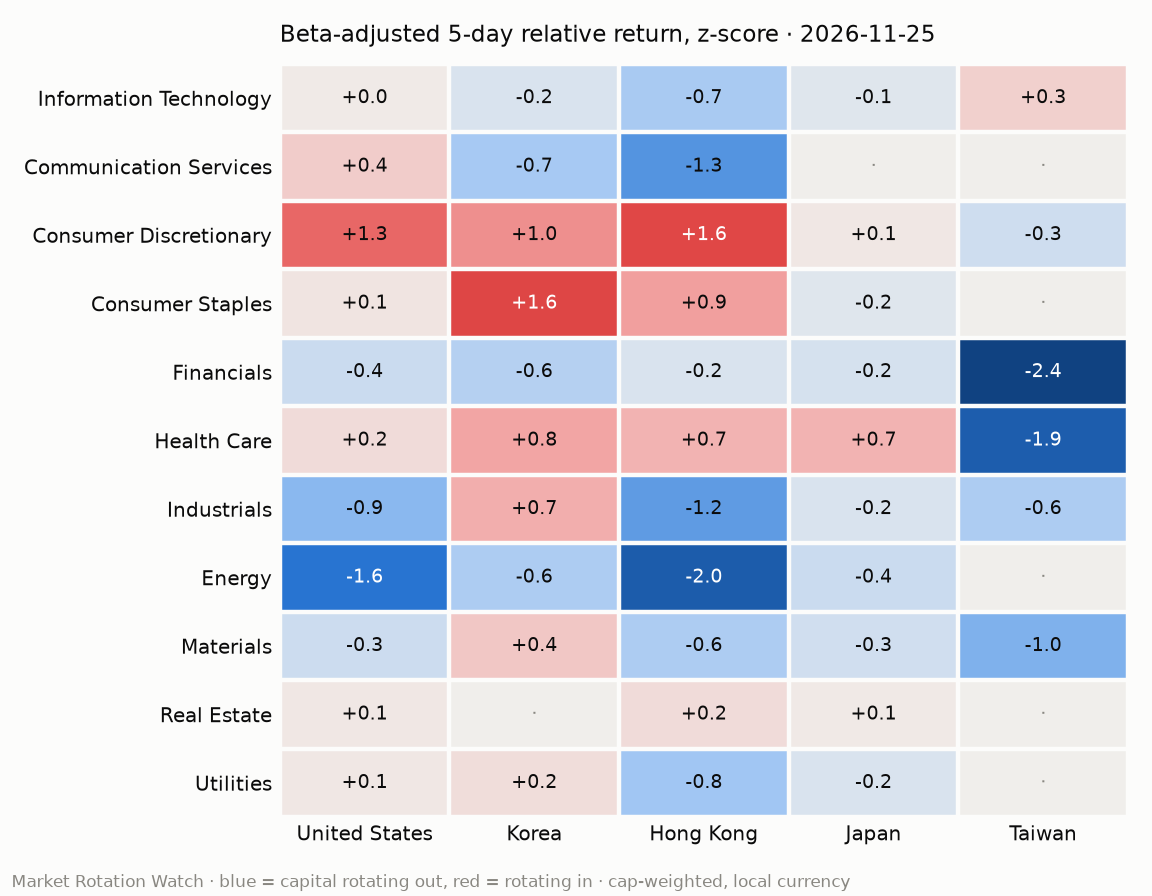 Beta-adjusted 5-day relative return, z-score · 2026-11-25
Information Technology +0.0 -0.2 -0.7 -0.1 +0.3
Communication Services +0.4 -0.7 -1.3 · ·
Consumer Discretionary +1.3 +1.0 +1.6 +0.1 -0.3
Consumer Staples +0.1 +1.6 +0.9 -0.2 ·
Financials -0.4 -0.6 -0.2 -0.2 -2.4
Health Care +0.2 +0.8 +0.7 +0.7 -1.9
Industrials -0.9 +0.7 -1.2 -0.2 -0.6
Energy -1.6 -0.6 -2.0 -0.4 ·
Materials -0.3 +0.4 -0.6 -0.3 -1.0
Real Estate +0.1 · +0.2 +0.1 ·
Utilities +0.1 +0.2 -0.8 -0.2 ·
United States Korea Hong Kong Japan Taiwan
Market Rotation Watch · blue = capital rotating out, red = rotating in · cap-weighted, local currency